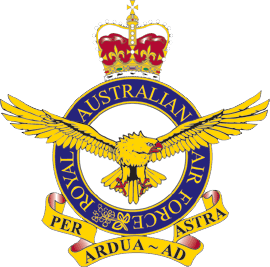 ROYAL AUSTRALIAN AIR FORCE
PER ARDUA ~ AD ASTRA